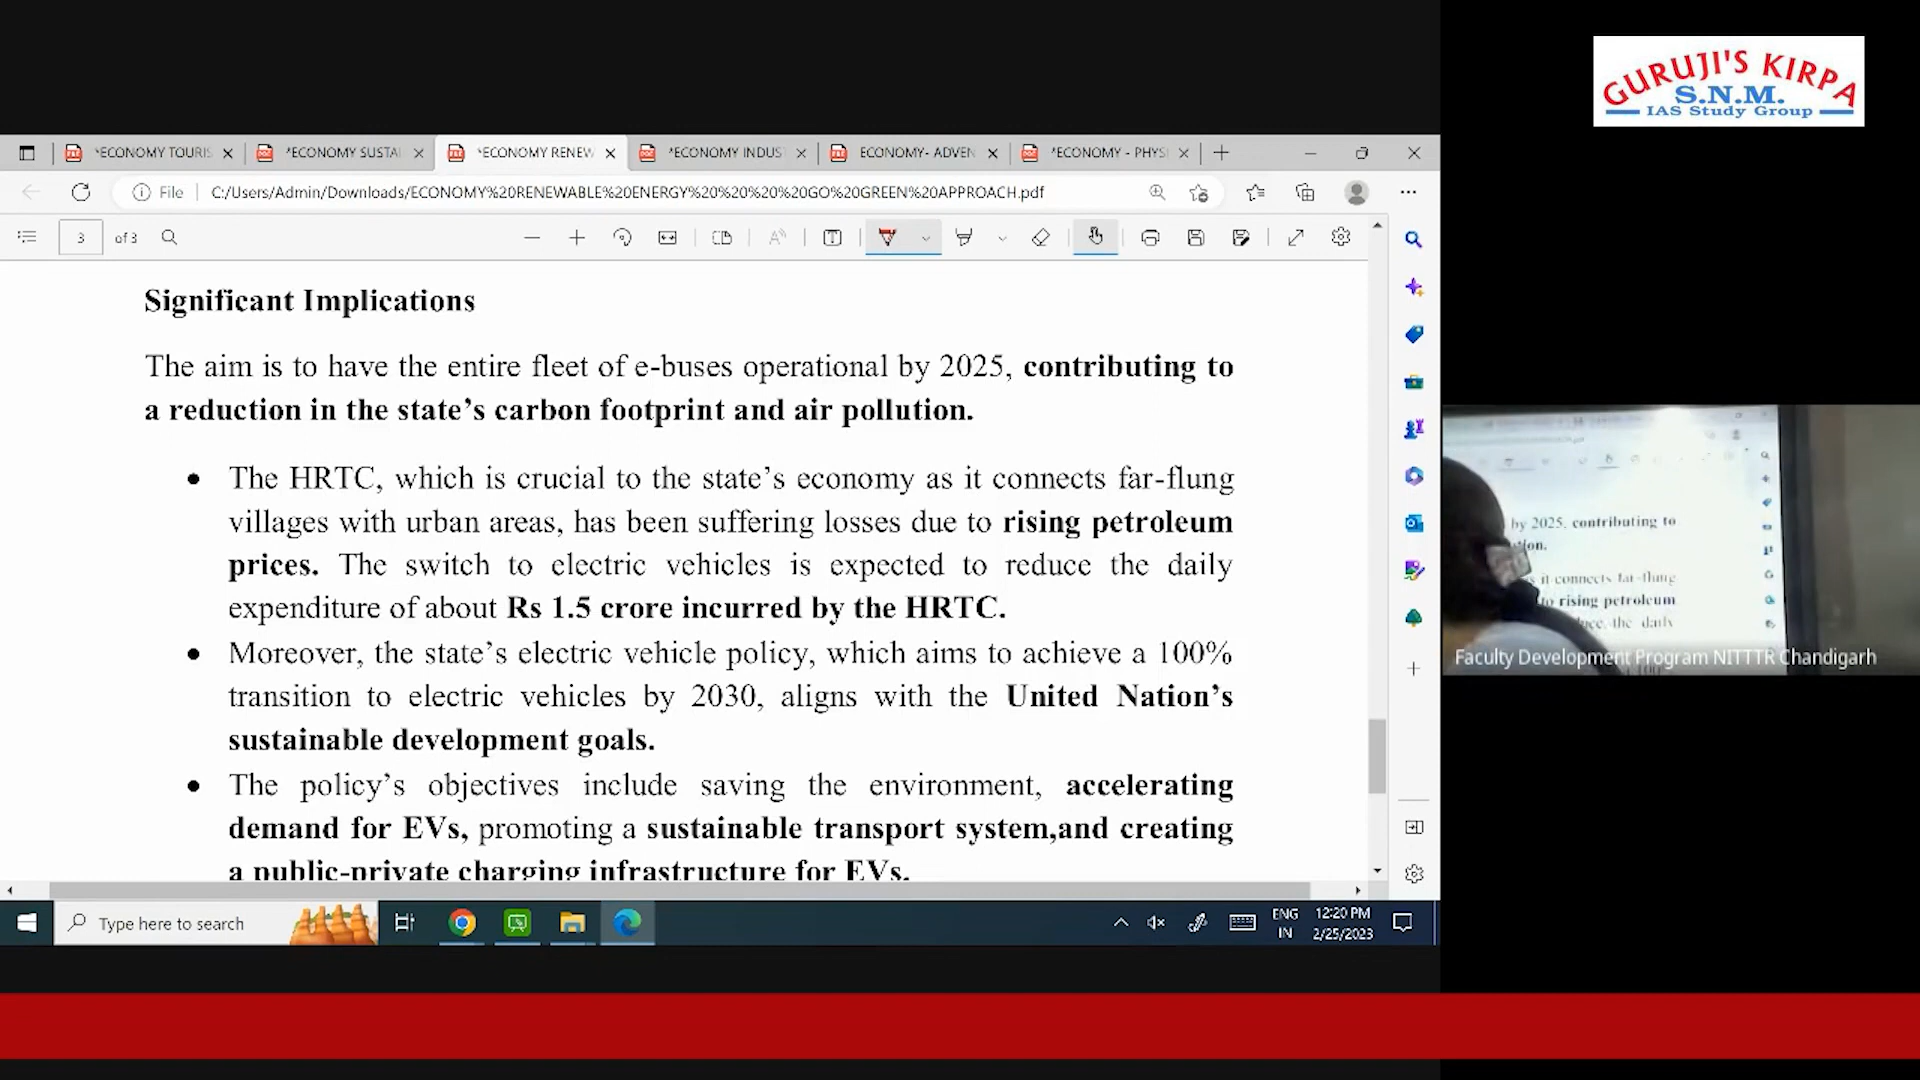 GURUJI'S KIRPA
S.N.M.
IAS Study Group
*ECONOMY TOURIS
*ECONOMY SUSTAI
*ECONOMY RENEW
*ECONOMY INDUST
ECONOMY- ADVEN
*ECONOMY - PHYSI
File
C:/Users/Admin/Downloads/ECONOMY%20RENEWABLE%20ENERGY%20%20%20%20GO%20GREEN%20APPROACH.pdf
3 of 3
Significant Implications
The aim is to have the entire fleet of e-buses operational by 2025, contributing to
a reduction in the state's carbon footprint and air pollution.
• The HRTC, which is crucial to the state's economy as it connects far-flung
villages with urban areas, has been suffering losses due to rising petroleum
prices. The switch to electric vehicles is expected to reduce the daily
expenditure of about Rs 1.5 crore incurred by the HRTC.
• Moreover, the state's electric vehicle policy, which aims to achieve a 100%
transition to electric vehicles by 2030, aligns with the United Nation's
sustainable development goals.
• The policy's objectives include saving the environment, accelerating
demand for EVs, promoting a sustainable transport system,and creating
a public-private charging infrastructure for EVs.
by 2025, contributing to
it connects far-flung
to rising petroleum
the daily
Faculty Development Program NITTTR Chandigarh
Type here to search
ENG
IN
12:20 PM
2/25/2023